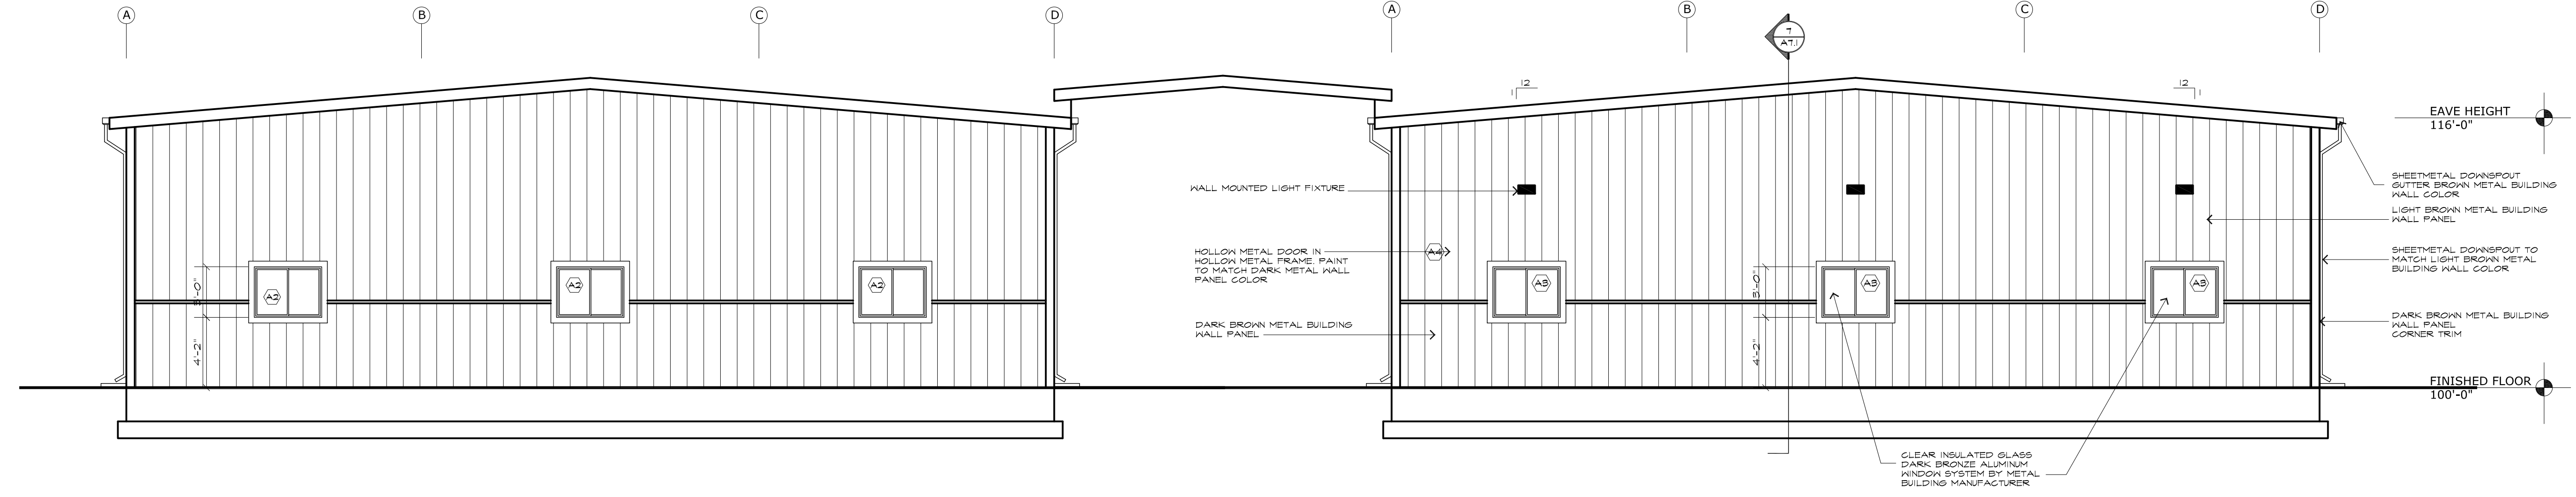 A
B
C
D
A
B
C
D
7
A7.1
12
1
12
1
EAVE HEIGHT
116'-0"
WALL MOUNTED LIGHT FIXTURE
SHEETMETAL DOWNSPOUT
GUTTER BROWN METAL BUILDING
WALL COLOR
LIGHT BROWN METAL BUILDING
WALL PANEL
HOLLOW METAL DOOR IN
HOLLOW METAL FRAME. PAINT
TO MATCH DARK METAL WALL
PANEL COLOR
A4
SHEETMETAL DOWNSPOUT TO
MATCH LIGHT BROWN METAL
BUILDING WALL COLOR
3'-0"
A2
A2
A2
A3
3'-0"
A3
A3
DARK BROWN METAL BUILDING
WALL PANEL
DARK BROWN METAL BUILDING
WALL PANEL
CORNER TRIM
4'-2"
4'-2"
FINISHED FLOOR
100'-0"
CLEAR INSULATED GLASS
DARK BRONZE ALUMINUM
WINDOW SYSTEM BY METAL
BUILDING MANUFACTURER